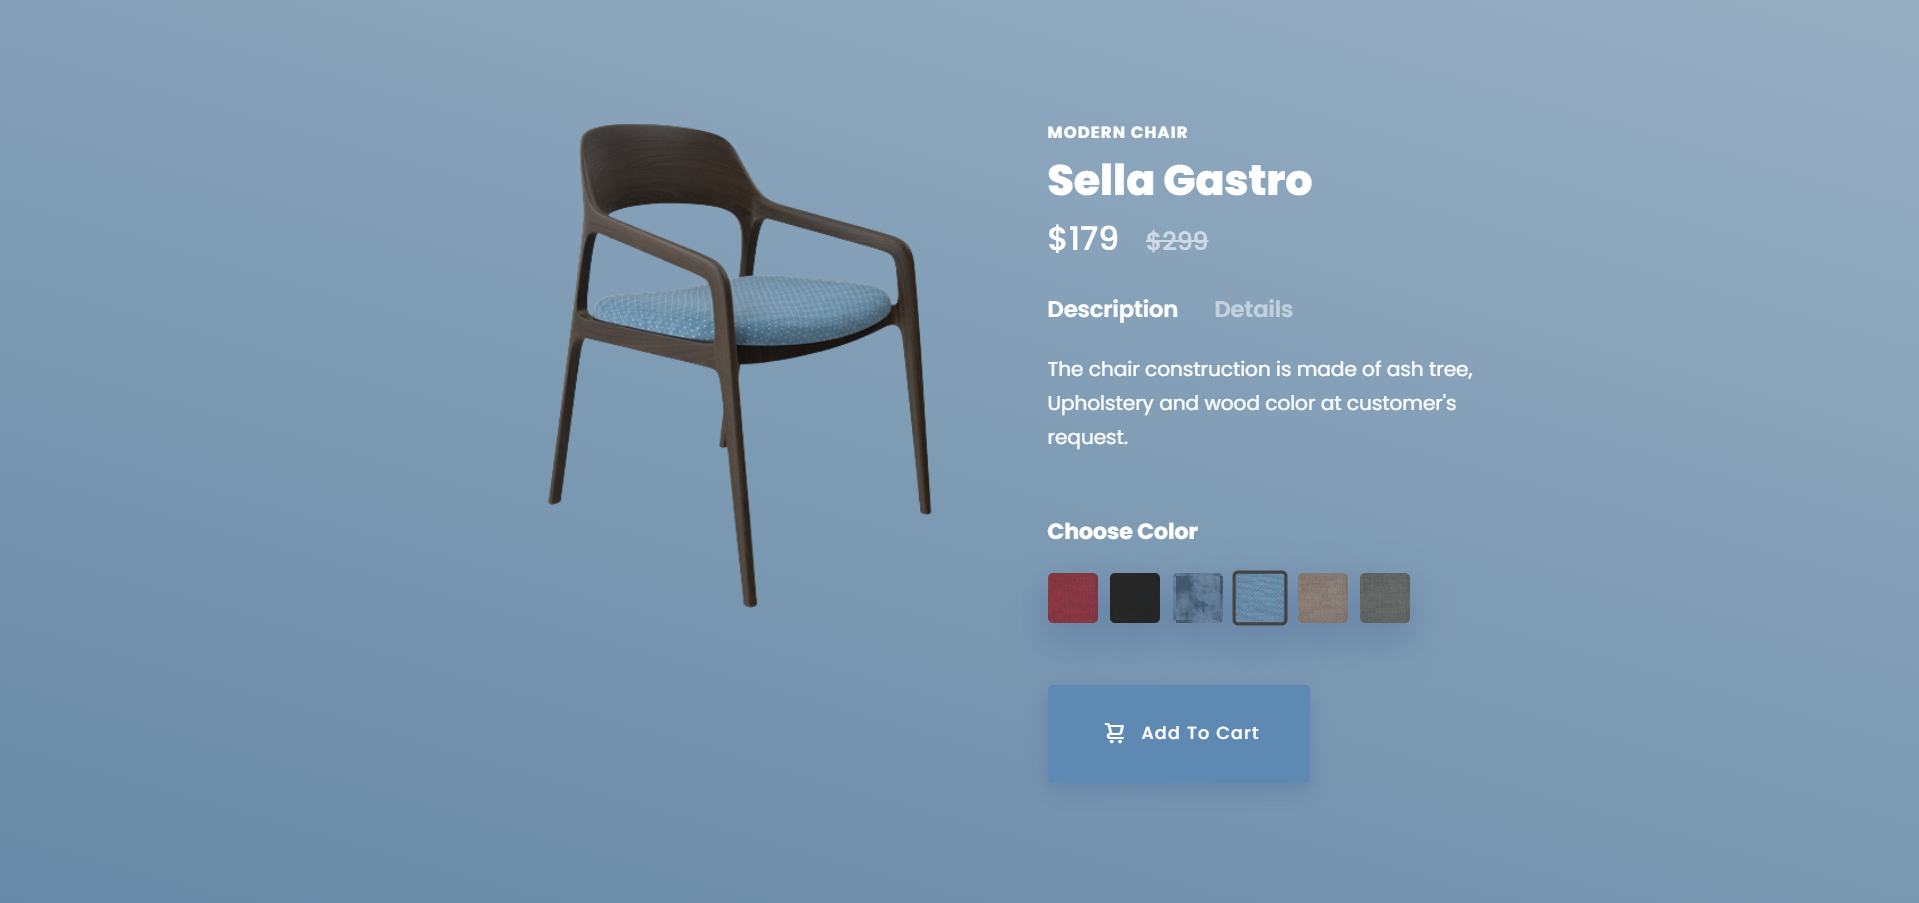 MODERN CHAIR
Sella Gastro
$179 $299
Description Details
The chair construction is made of ash tree,
Upholstery and wood color at customer's
request.
Choose Color
Add To Cart